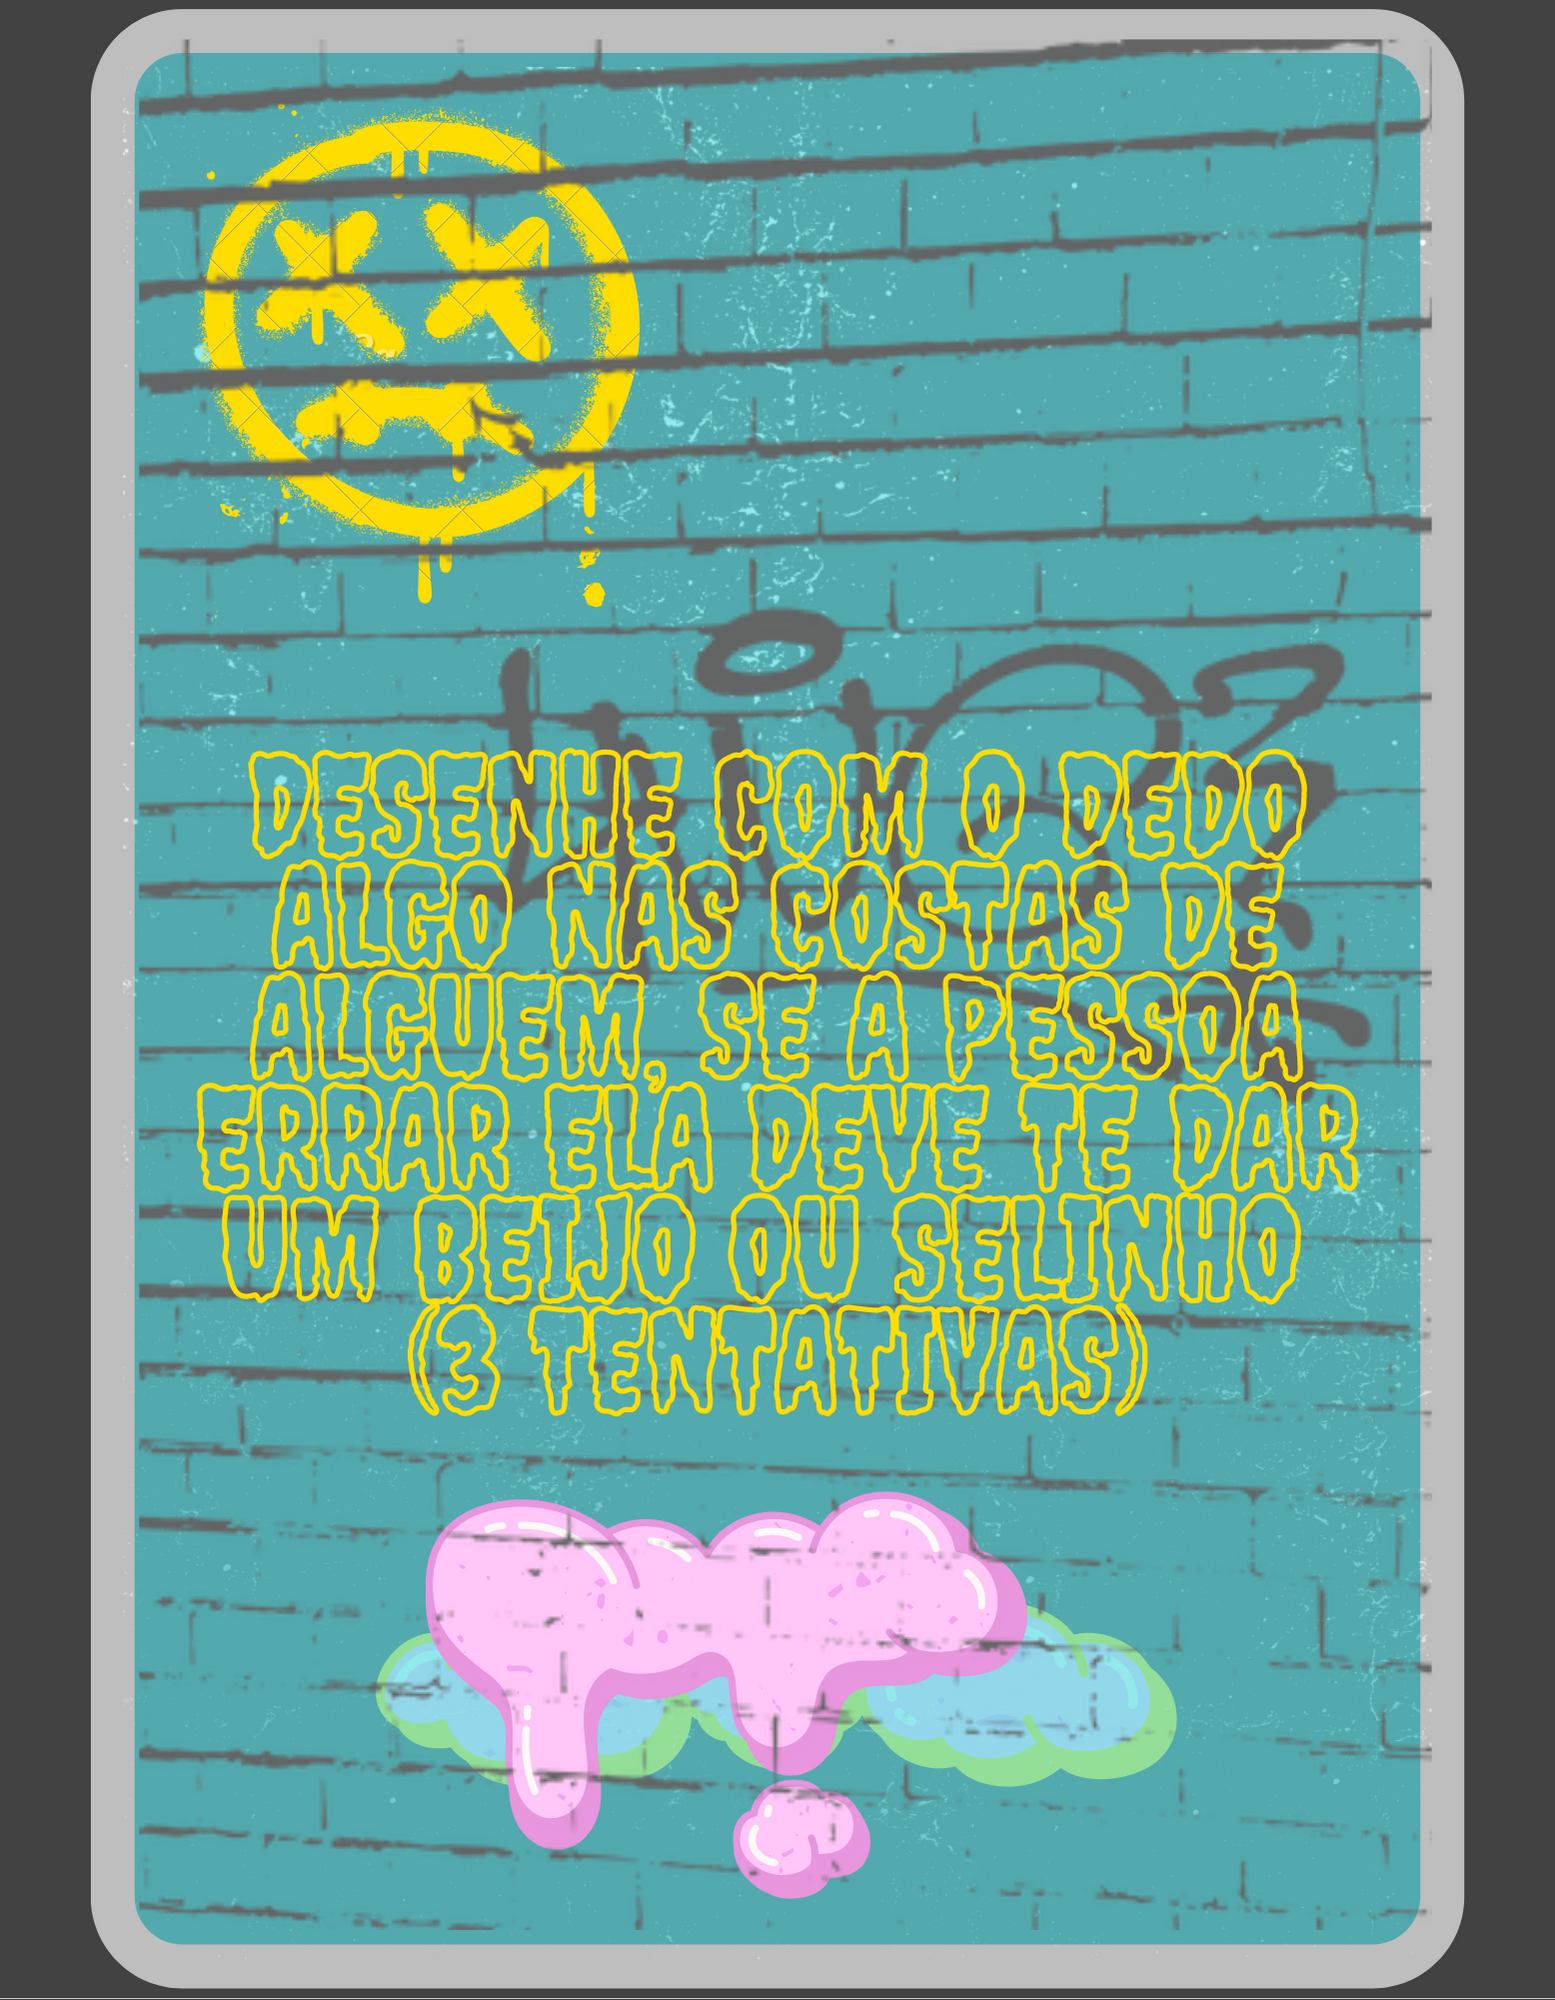 DESENHE COM O DEDO
ALGO NAS COSTAS DE
ALGUEM, SE A PESSOA
ERRAR ELA DEVE TE DAR
UM BEIJO OU SELINHO
(3 TENTATIVAS)